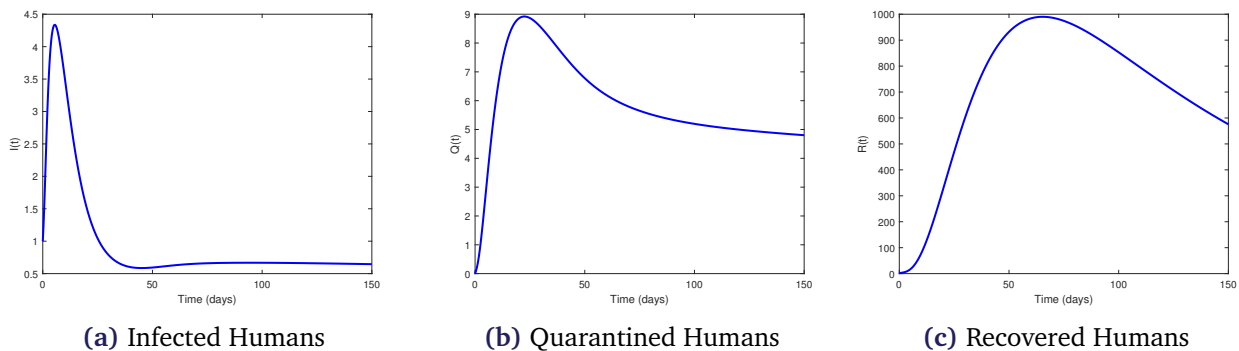 4.5
4
3.5
3
2.5
2
1.5
1
0.5
I(t)
0 50 100 150
Time (days)
(a) Infected Humans
9
8
7
6
5
4
3
2
1
0
Q(t)
0 50 100 150
Time (days)
(b) Quarantined Humans
1000
900
800
700
600
500
400
300
200
100
0
R(t)
0 50 100 150
Time (days)
(c) Recovered Humans